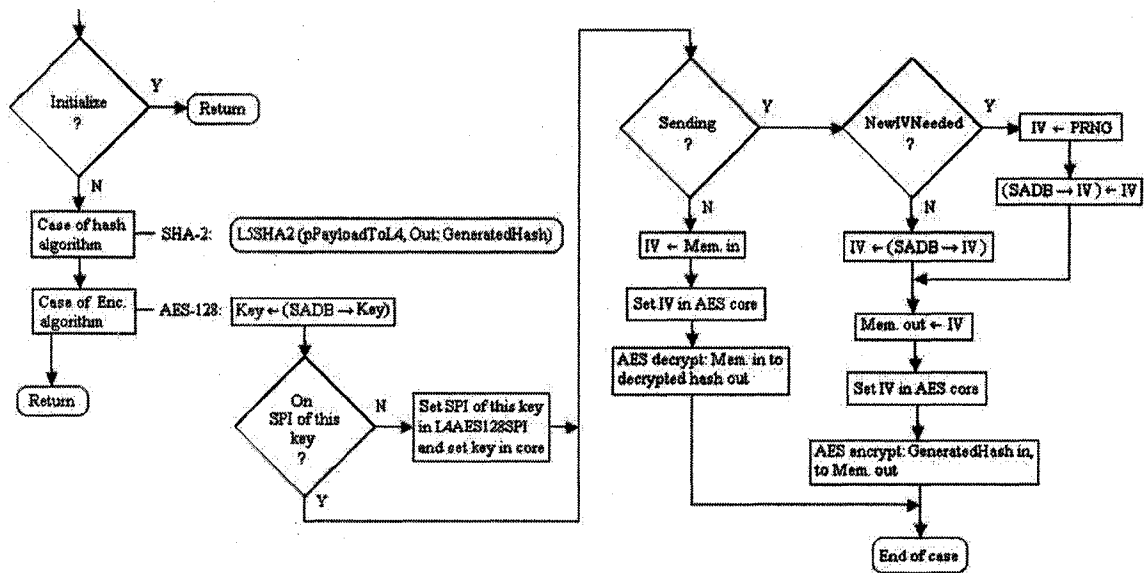 Initialize
?
Y
Return
N
Case of hash
algorithm
SHA-2:
L5SHA2 (pPayloadToL4, Out: GeneratedHash)
Case of Enc.
algorithm
AES-128:
Key ← (SADB → Key)
Return
On
SPI of this
key
?
N
Set SPI of this key
in L4AES128SPI
and set key in core
Y
Sending
?
Y
N
IV ← Mem. in
Set IV in AES core
AES decrypt: Mem. in to
decrypted hash out
NewIVNeeded
?
Y
IV ← PRNG
(SADB → IV) ← IV
N
IV ← (SADB → IV)
Mem. out ← IV
Set IV in AES core
AES encrypt: GeneratedHash in,
to Mem. out
End of case